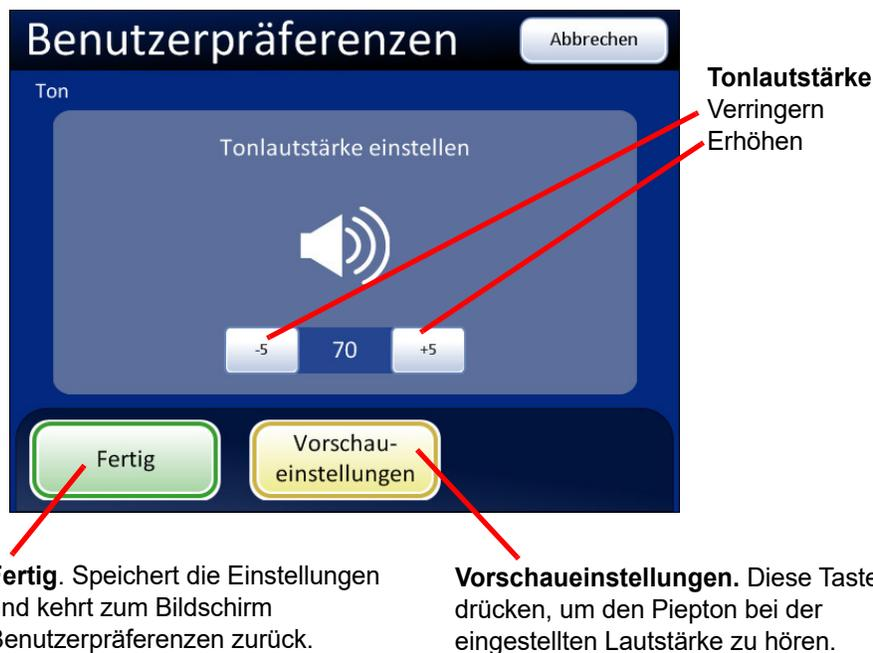 Benutzerpräferenzen
Abbrechen
Ton
Tonlautstärke einstellen
-5
70
+5
Fertig
Vorschau-
einstellungen
Tonlautstärke
Verringern
Erhöhen
Fertig. Speichert die Einstellungen
und kehrt zum Bildschirm
Benutzerpräferenzen zurück.
Vorschaueinstellungen. Diese Taste
drücken, um den Piepton bei der
eingestellten Lautstärke zu hören.